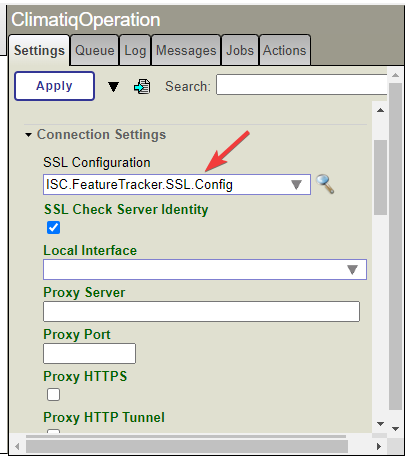 ClimatiqOperation
Settings Queue Log Messages Jobs Actions
Apply Search:
Connection Settings
SSL Configuration
ISC.FeatureTracker.SSL.Config
SSL Check Server Identity
Local Interface
Proxy Server
Proxy Port
Proxy HTTPS
Proxy HTTP Tunnel